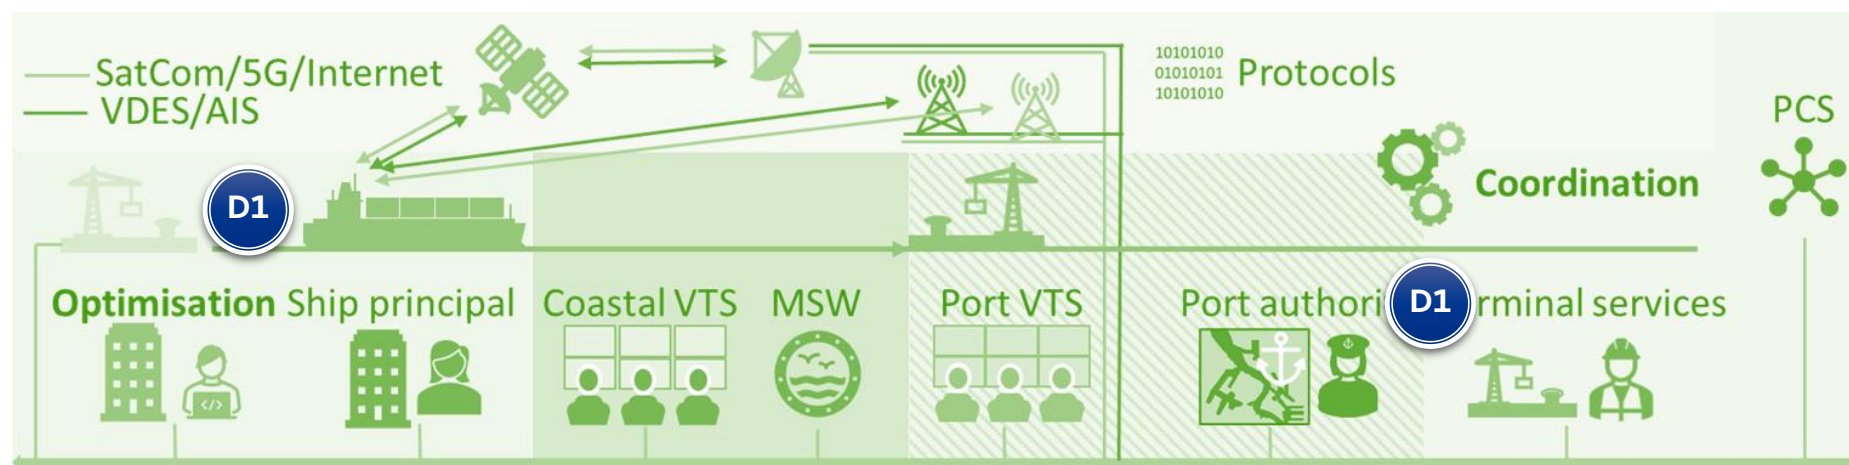 SatCom/5G/Internet
VDES/AIS
10101010
01010101
10101010
Protocols
PCS
Coordination
D1
Optimisation Ship principal Coastal VTS MSW Port VTS Port authori D1 rminal services